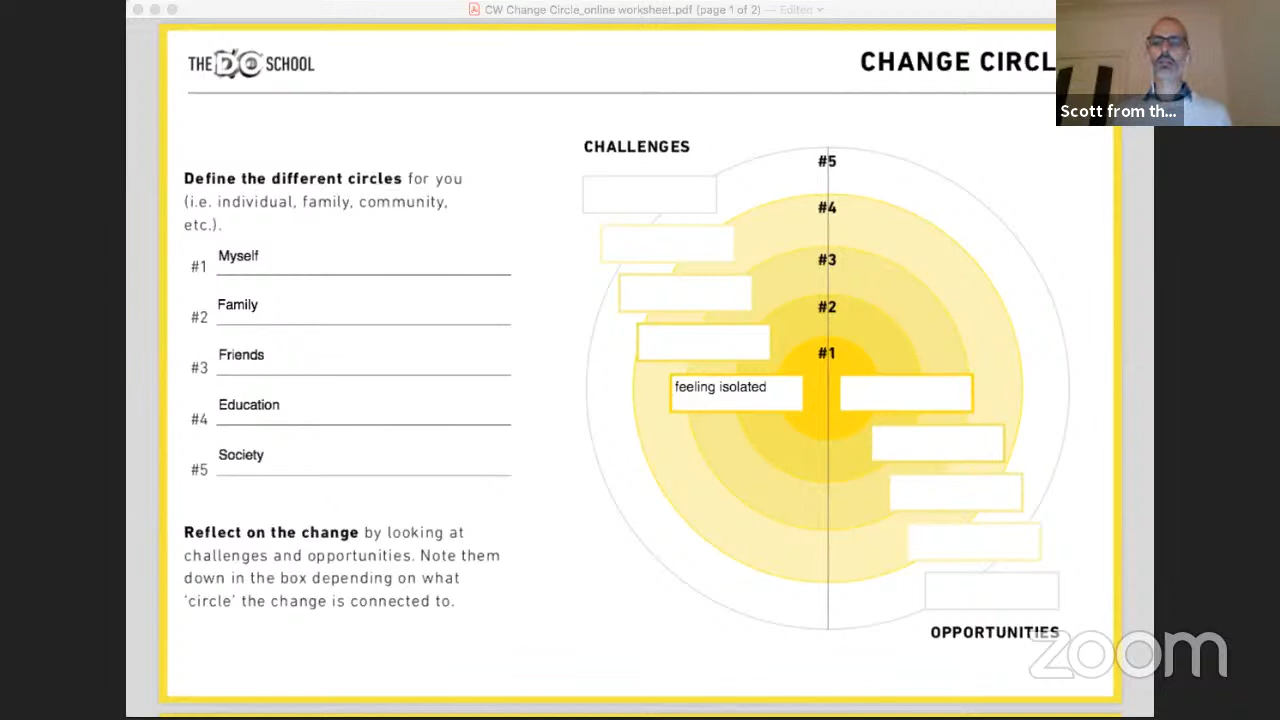 CW Change Circle_online worksheet.pdf (page 1 of 2) — Edited
THE DO SCHOOL
CHANGE CIRCL
Scott from th...
Define the different circles for you
(i.e. individual, family, community,
etc.).
#1 Myself
#2 Family
#3 Friends
#4 Education
#5 Society
Reflect on the change by looking at
challenges and opportunities. Note them
down in the box depending on what
‘circle’ the change is connected to.
CHALLENGES
#5
#4
#3
#2
#1
feeling isolated
OPPORTUNITIES
zoom